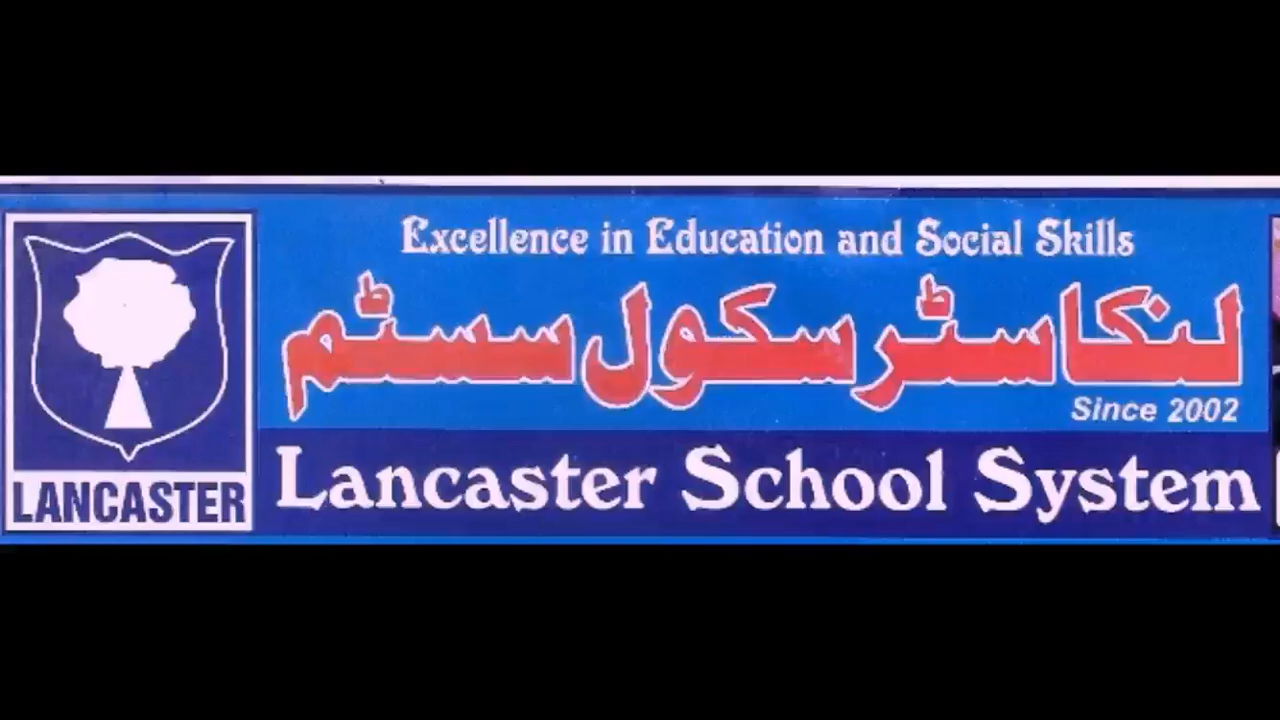 Excellence in Education and Social Skills
لنکاسٹر سکول سسٹم
Since 2002
LANCASTER
Lancaster School System